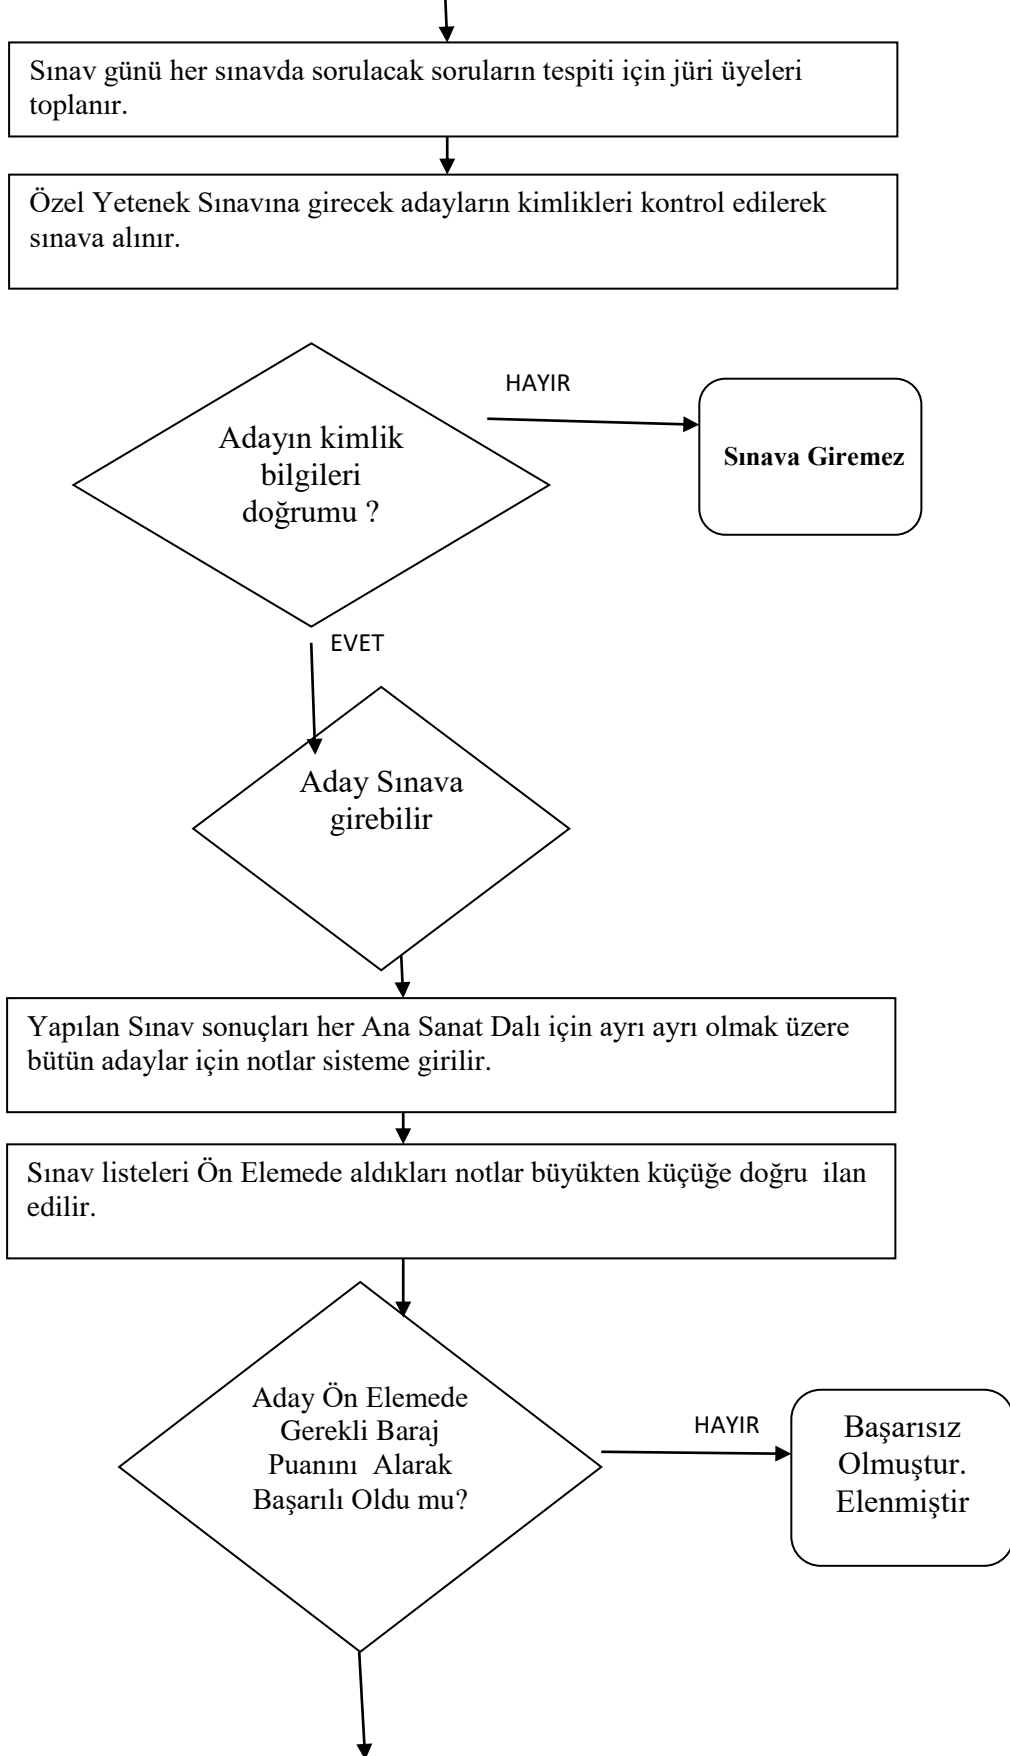 Sınav günü her sınavda sorulacak soruların tespiti için jüri üyeleri
toplanır.
Özel Yetenek Sınavına girecek adayların kimlikleri kontrol edilerek
sınava alınır.
HAYIR
Adayın kimlik
bilgileri
doğrumu ?
Sınava Giremez
EVET
Aday Sınava
girebilir
Yapılan Sınav sonuçları her Ana Sanat Dalı için ayrı ayrı olmak üzere
bütün adaylar için notlar sisteme girilir.
Sınav listeleri Ön Elemede aldıkları notlar büyükten küçüğe doğru  ilan
edilir.
Aday Ön Elemede
Gerekli Baraj
Puanını  Alarak
Başarılı Oldu mu?
HAYIR
Başarısız
Olmuştur.
Elenmiştir